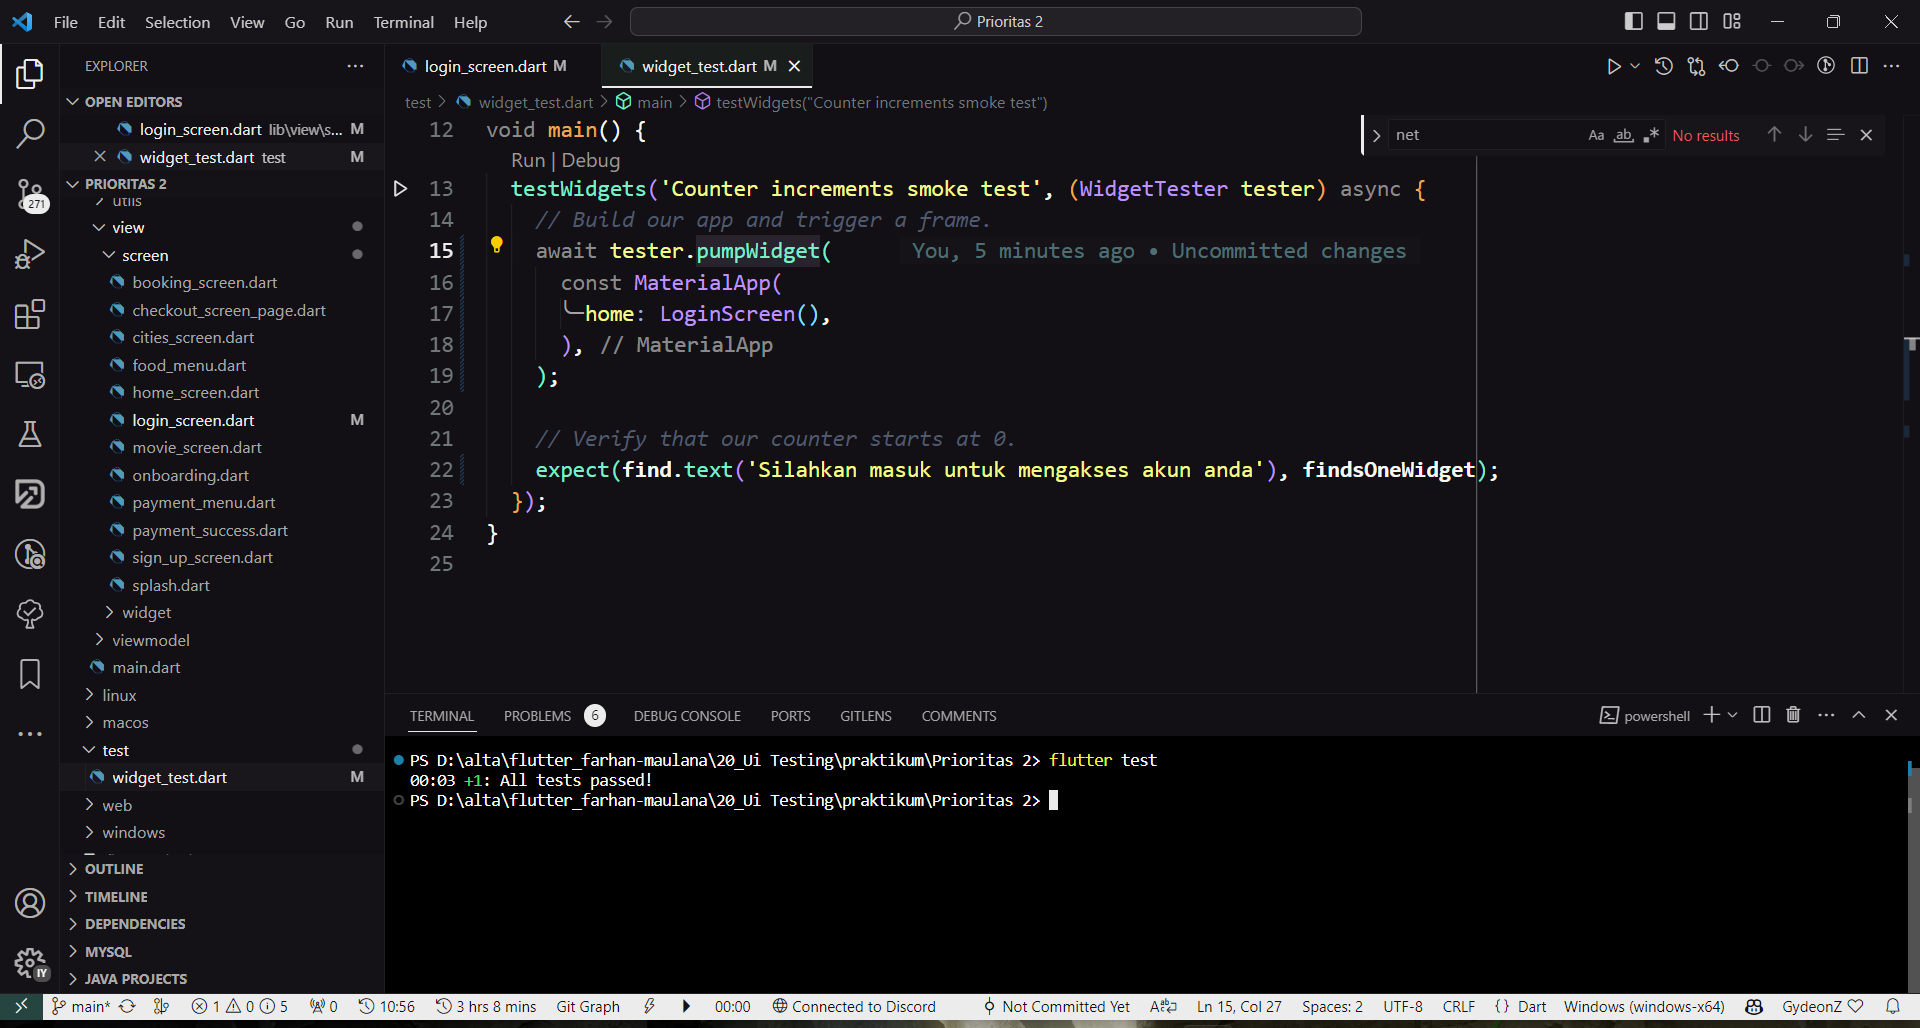 File Edit Selection View Go Run Terminal Help
Prioritas 2
EXPLORER
OPEN EDITORS
login_screen.dart lib\view\s... M
widget_test.dart test M
PRIORITAS 2
utils
view
screen
booking_screen.dart
checkout_screen_page.dart
cities_screen.dart
food_menu.dart
home_screen.dart
login_screen.dart M
movie_screen.dart
onboarding.dart
payment_menu.dart
payment_success.dart
sign_up_screen.dart
splash.dart
widget
viewmodel
main.dart
linux
macos
test
widget_test.dart M
web
windows
OUTLINE
TIMELINE
DEPENDENCIES
MYSQL
JAVA PROJECTS
271
IY
login_screen.dart M
widget_test.dart M
test > widget_test.dart > main > testWidgets("Counter increments smoke test")
net Aa ab No results
12 void main() {
Run | Debug
13 testWidgets('Counter increments smoke test', (WidgetTester tester) async {
14 // Build our app and trigger a frame.
15 await tester.pumpWidget( You, 5 minutes ago • Uncommitted changes
16 const MaterialApp(
17 home: LoginScreen(),
18 ), // MaterialApp
19 );
20
21 // Verify that our counter starts at 0.
22 expect(find.text('Silahkan masuk untuk mengakses akun anda'), findsOneWidget);
23 });
24 }
25
TERMINAL PROBLEMS 6 DEBUG CONSOLE PORTS GITLENS COMMENTS
powershell
PS D:\alta\flutter_farhan-maulana\20_Ui Testing\praktikum\Prioritas 2> flutter test
00:03 +1: All tests passed!
PS D:\alta\flutter_farhan-maulana\20_Ui Testing\praktikum\Prioritas 2>
main* 1 0 5 0 10:56 3 hrs 8 mins Git Graph 00:00 Connected to Discord Not Committed Yet Ln 15, Col 27 Spaces: 2 UTF-8 CRLF { } Dart Windows (windows-x64) GydeonZ